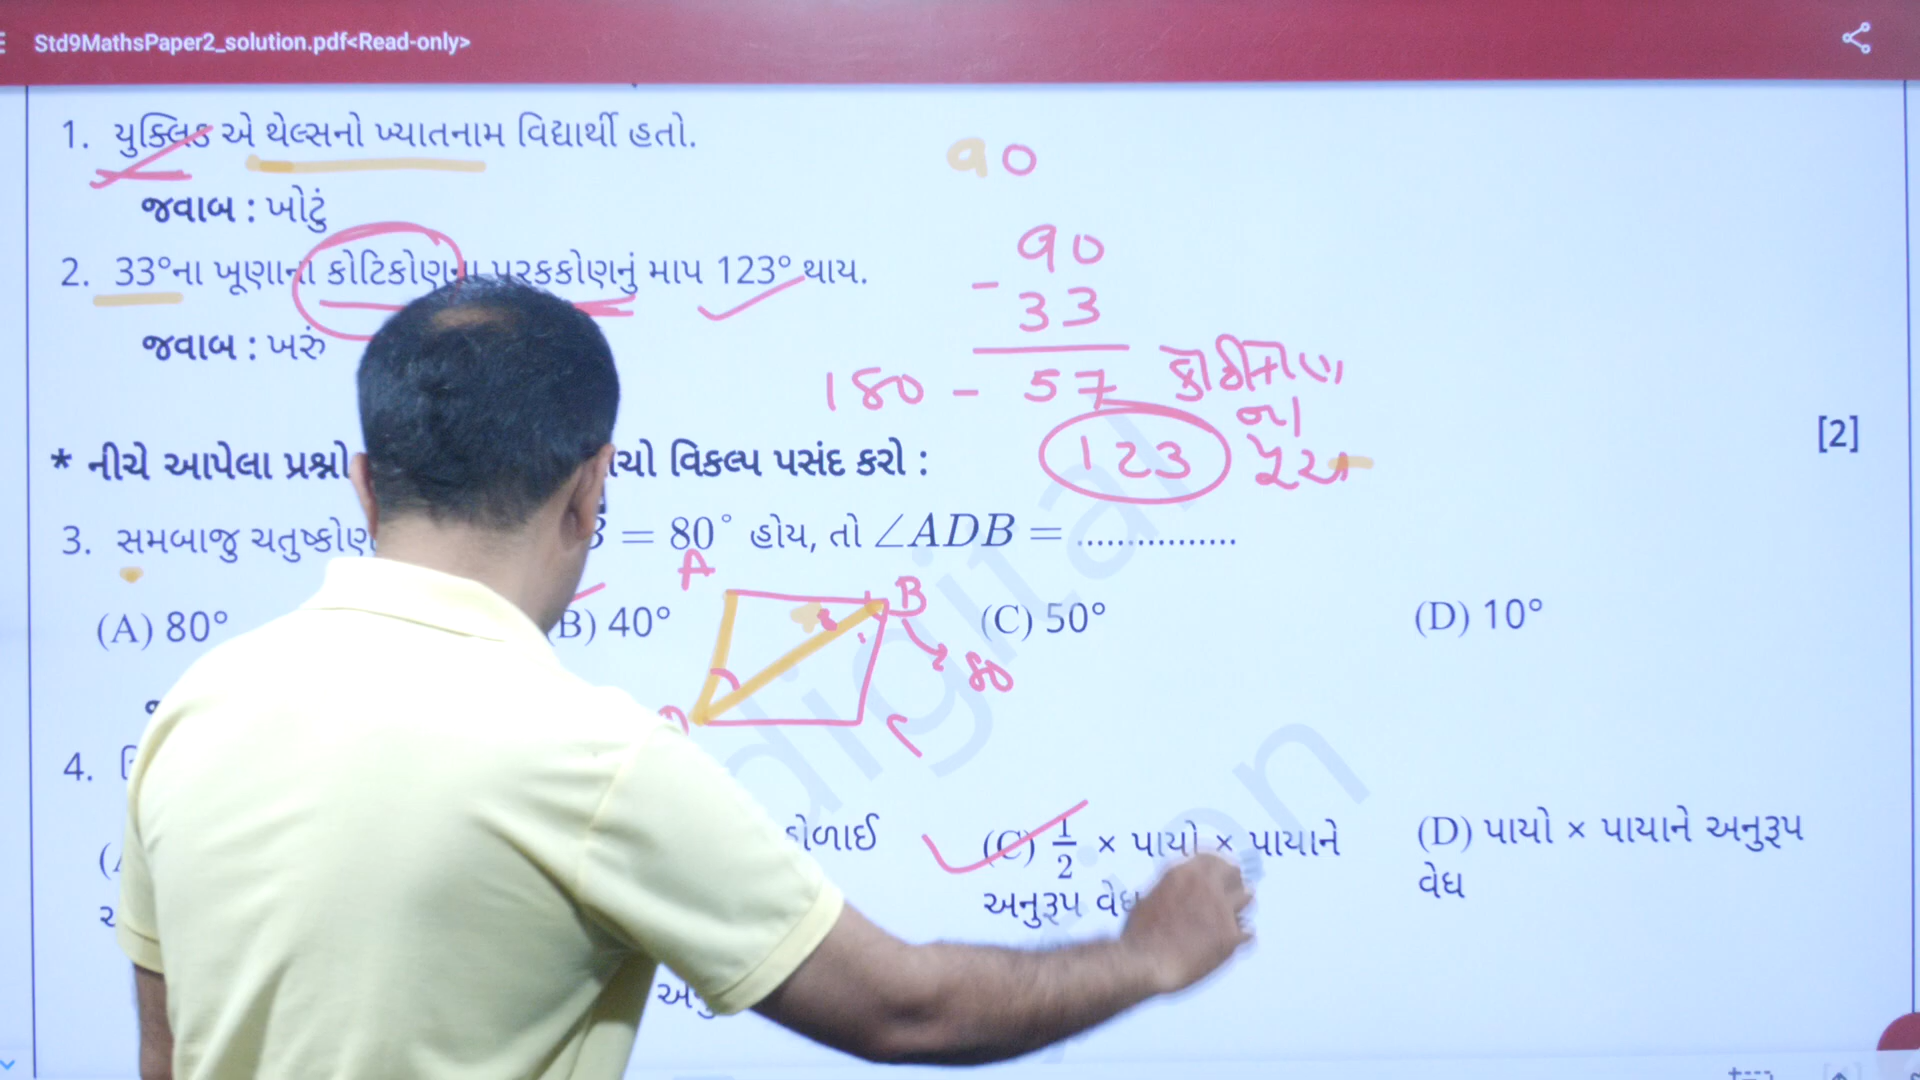 Std9MathsPaper2_solution.pdf<Read-only>
1. યુક્લિડ એ થેલ્સનો ખ્યાતનામ વિદ્યાર્થી હતો.
જવાબ : ખોટું
90
2. 33°ના ખૂણાના કોટિકોણના પૂરકકોણનું માપ 123° થાય.
જવાબ : ખરું
90
- 33
180 - 57
કોટીકોણ
ના
123
[2]
* નીચે આપેલા પ્રશ્નો
વિકલ્પ પસંદ કરો :
3. સમબાજુ ચતુષ્કોણ
= 80° હોય, તો ∠ADB = ...............
A
B
80
(A) 80°
(B) 40°
(C) 50°
(D) 10°
4.
(C) 1/2 × પાયો × પાયાને
અનુરૂપ વેધ
(D) પાયો × પાયાને અનુરૂપ
વેધ
digital